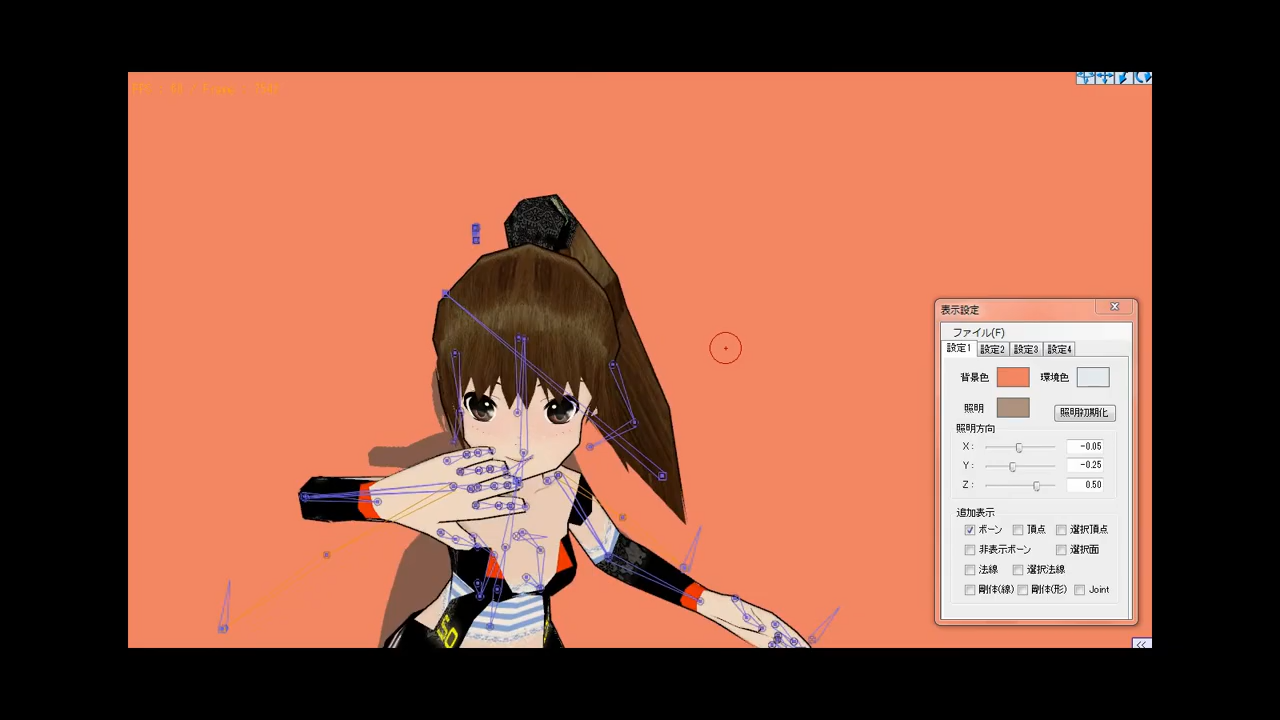 表示設定
ファイル(F)
設定1 設定2 設定3 設定4
背景色 環境色
照明 照明初期化
照明方向
X: -0.05
Y: -0.25
Z: 0.50
追加表示
ボーン 頂点 選択頂点
非表示ボーン 選択面
法線 選択法線
剛体(線) 剛体(形) Joint
<<